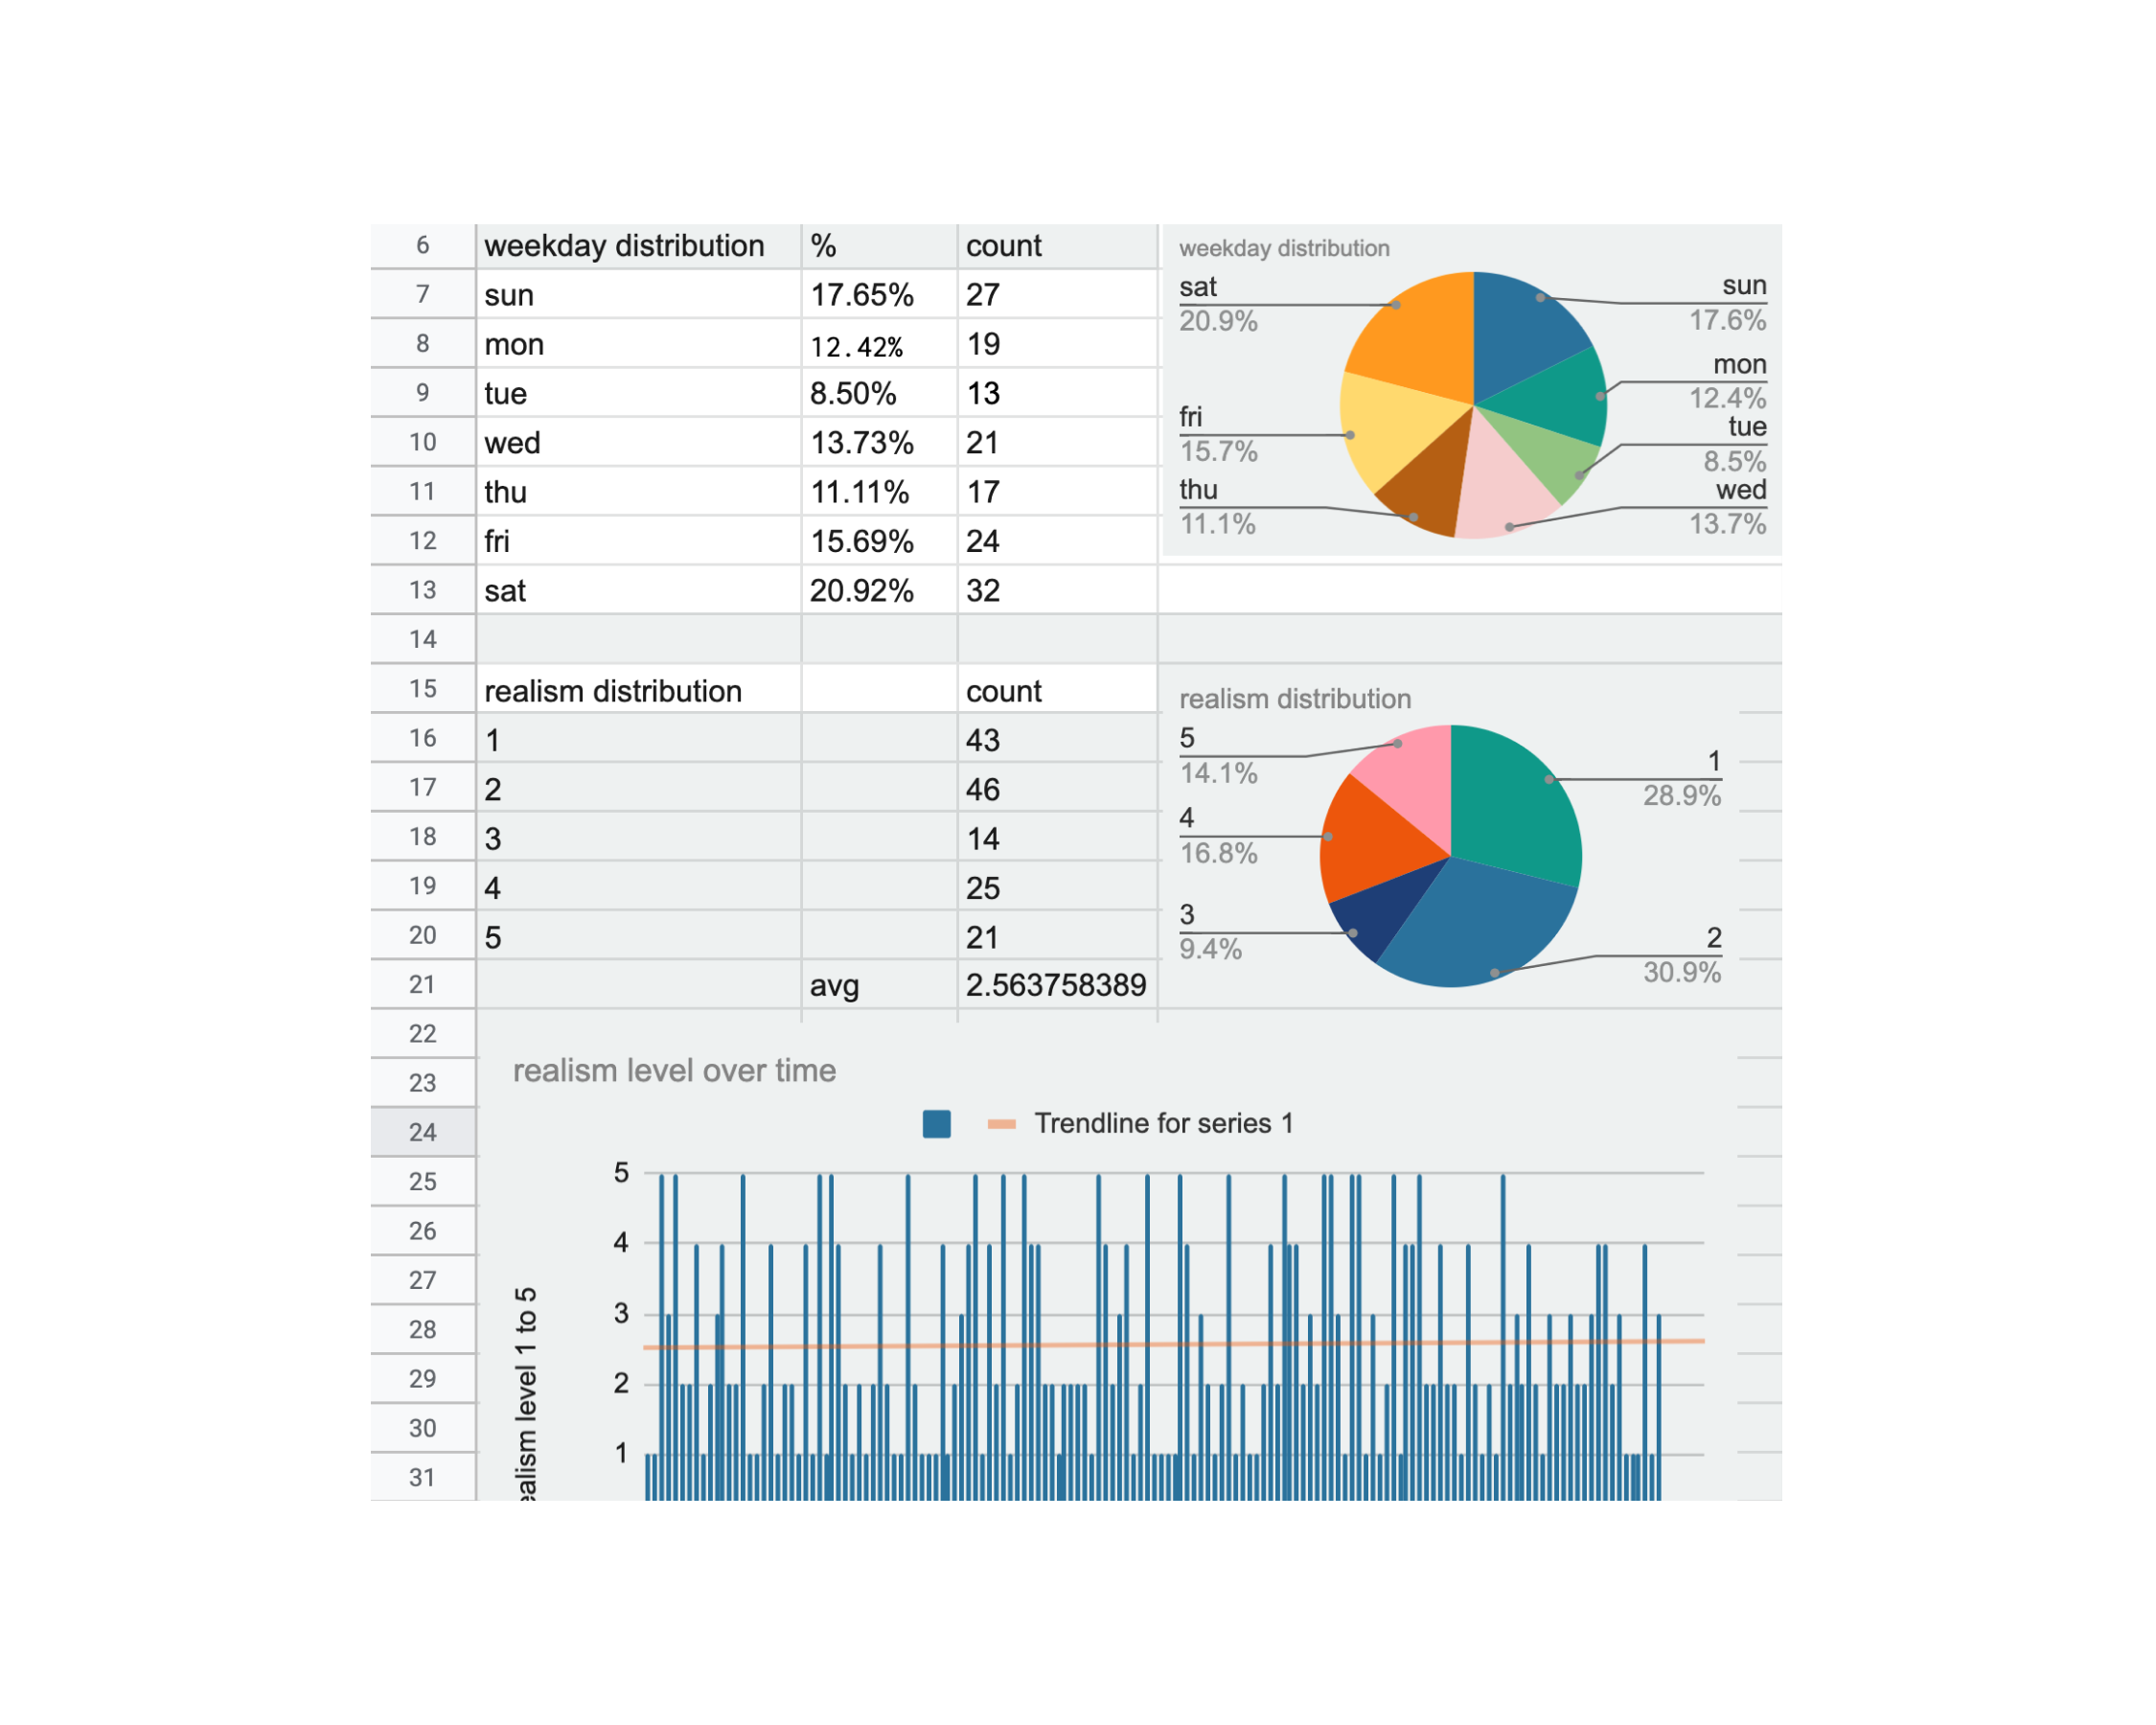 6 weekday distribution % count
7 sun 17.65% 27
8 mon 12.42% 19
9 tue 8.50% 13
10 wed 13.73% 21
11 thu 11.11% 17
12 fri 15.69% 24
13 sat 20.92% 32
14
15 realism distribution count
16 1 43
17 2 46
18 3 14
19 4 25
20 5 21
21 avg 2.563758389
22
23
24
25
26
27
28
29
30
31
weekday distribution
sat
20.9%
fri
15.7%
thu
11.1%
sun
17.6%
mon
12.4%
tue
8.5%
wed
13.7%
realism distribution
5
14.1%
4
16.8%
3
9.4%
1
28.9%
2
30.9%
realism level over time
Trendline for series 1
5
4
3
2
1
ealism level 1 to 5